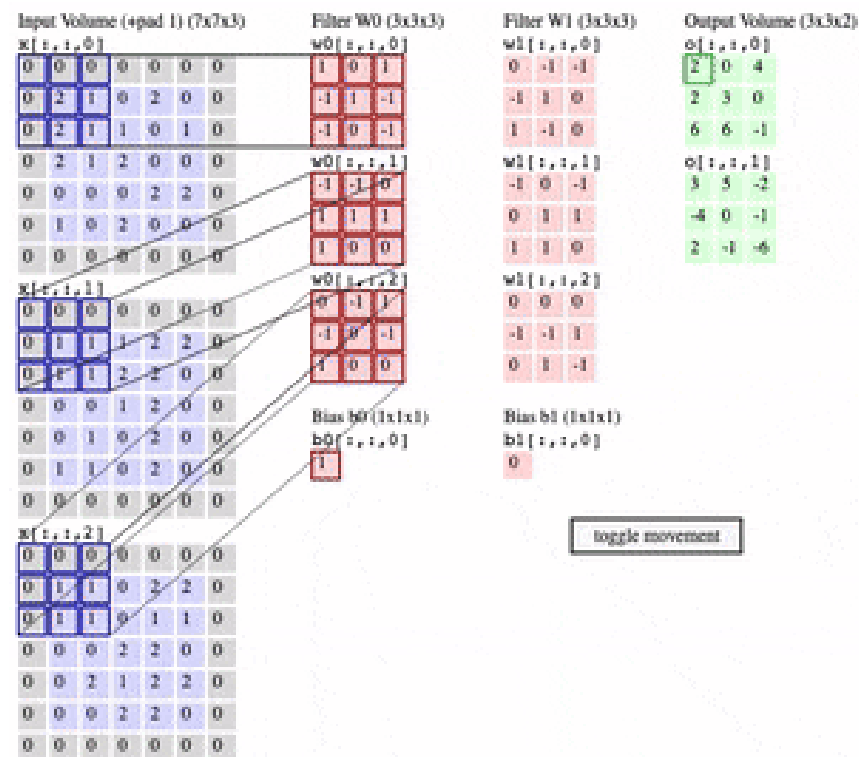 Input Volume (+pad 1) (7x7x3)
x[:,:,0]
0 0 0 0 0 0 0
0 2 1 0 2 0 0
0 2 1 1 0 1 0
0 2 1 2 0 0 0
0 0 0 0 2 2 0
0 1 0 2 0 0 0
0 0 0 0 0 0 0
x[:,:,1]
0 0 0 0 0 0 0
0 1 1 1 2 2 0
0 1 1 2 2 0 0
0 0 0 1 2 0 0
0 0 1 0 2 0 0
0 1 1 0 2 0 0
0 0 0 0 0 0 0
x[:,:,2]
0 0 0 0 0 0 0
0 1 1 0 2 2 0
0 1 1 0 1 1 0
0 0 0 2 2 0 0
0 0 2 1 2 2 0
0 0 0 2 2 0 0
0 0 0 0 0 0 0
Filter W0 (3x3x3)
w0[:,:,0]
1 0 1
-1 1 -1
-1 0 -1
w0[:,:,1]
-1 -1 0
1 1 1
1 0 0
w0[:,:,2]
0 -1 1
-1 0 -1
1 0 0
Bias b0 (1x1x1)
b0[:,:,0]
1
Filter W1 (3x3x3)
w1[:,:,0]
0 -1 -1
-1 1 0
1 -1 0
w1[:,:,1]
-1 0 -1
0 1 1
1 1 0
w1[:,:,2]
0 0 0
-1 -1 1
0 1 -1
Bias b1 (1x1x1)
b1[:,:,0]
0
Output Volume (3x3x2)
o[:,:,0]
2 0 4
2 3 0
6 6 -1
o[:,:,1]
3 5 -2
-4 0 -1
2 -1 -6
toggle movement